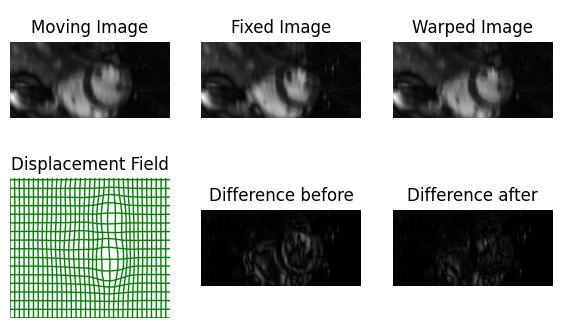 Moving Image
Fixed Image
Warped Image
Displacement Field
Difference before
Difference after